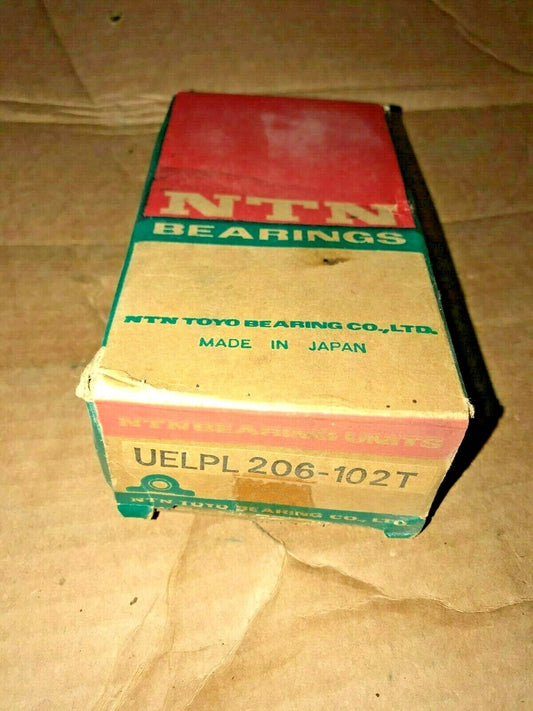 NTN
BEARINGS
NTN TOYO BEARING CO.,LTD.
MADE IN JAPAN
NTN BEARING UNITS
UELPL 206-102T
NTN TOYO BEARING CO., LTD.